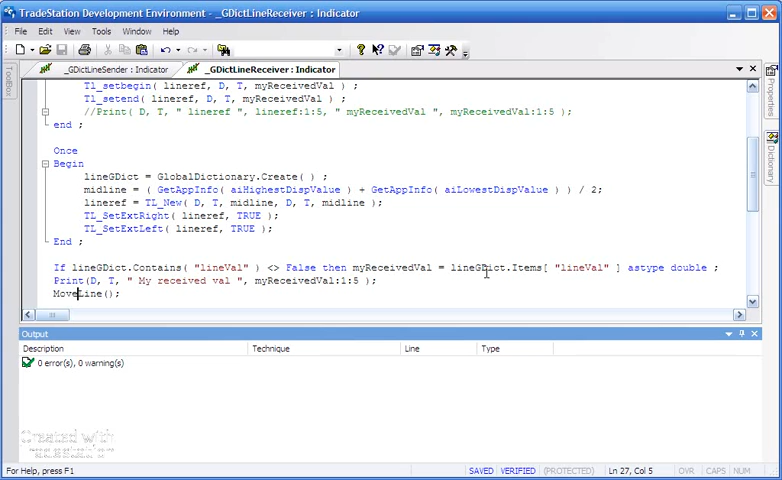 TradeStation Development Environment - _GDictLineReceiver : Indicator
File Edit View Tools Window Help
_GDictLineSender : Indicator
_GDictLineReceiver : Indicator
ToolBox
Properties
Dictionary
Tl_setbegin( lineref, D, T, myReceivedVal ) ;
Tl_setend( lineref, D, T, myReceivedVal ) ;
//Print( D, T, " lineref ", lineref:1:5, " myReceivedVal ", myReceivedVal:1:5 );
end ;
Once
Begin
lineGDict = GlobalDictionary.Create( ) ;
midline = ( GetAppInfo( aiHighestDispValue ) + GetAppInfo( aiLowestDispValue ) ) / 2;
lineref = TL_New( D, T, midline, D, T, midline );
TL_SetExtRight( lineref, TRUE );
TL_SetExtLeft( lineref, TRUE );
End ;
If lineGDict.Contains( "lineVal" ) <> False then myReceivedVal = lineGDict.Items[ "lineVal" ] astype double ;
Print(D, T, " My received val ", myReceivedVal:1:5 );
MoveLine();
Output
Description Technique Line Type
0 error(s), 0 warning(s)
Created with
For Help, press F1
SAVED VERIFIED (PROTECTED) Ln 27, Col 5 OVR CAPS NUM